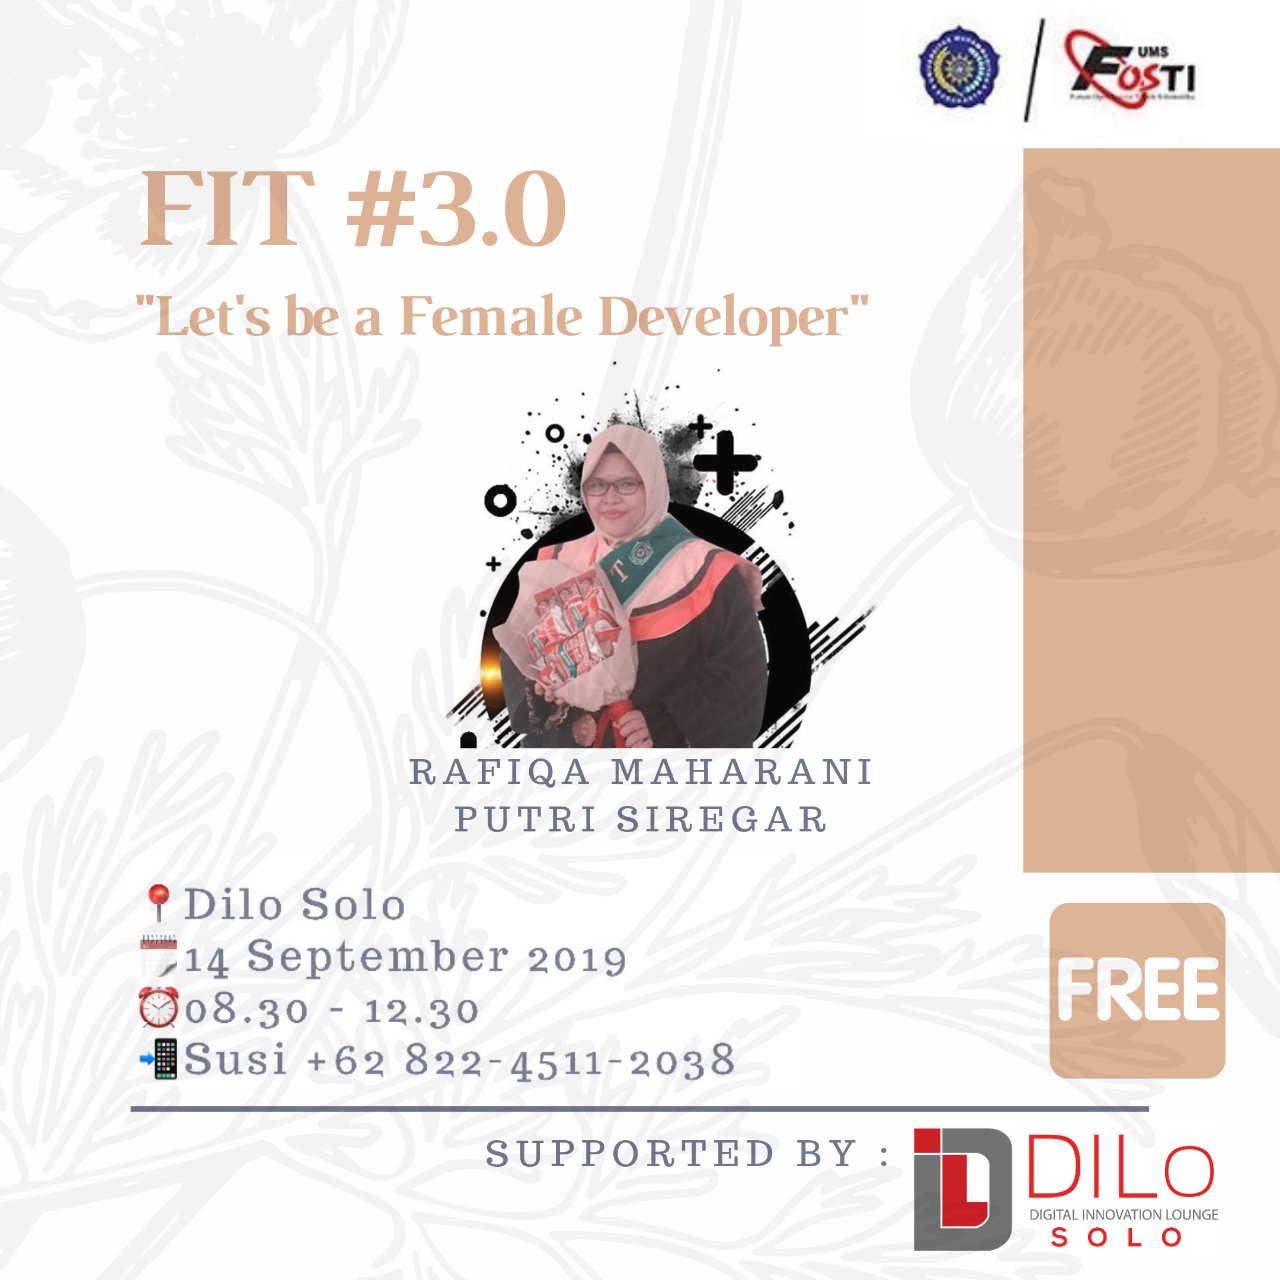 UMS
FOSTI
FIT #3.0
"Let's be a Female Developer"
T
RAFIQA MAHARANI
PUTRI SIREGAR
Dilo Solo
14 September 2019
08.30 - 12.30
Susi +62 822-4511-2038
FREE
SUPPORTED BY :
DILo
DIGITAL INNOVATION LOUNGE
SOLO